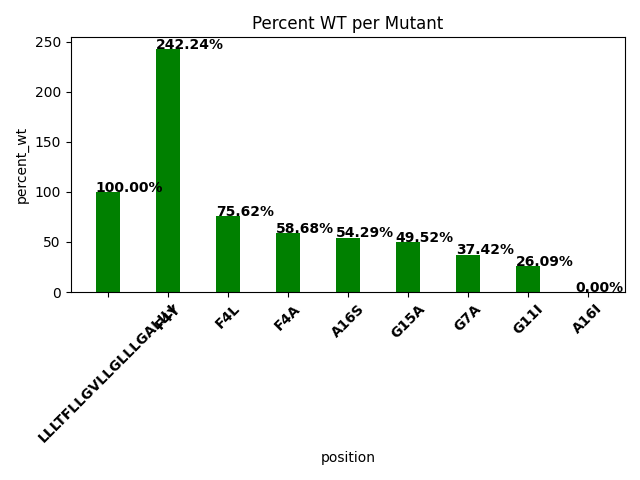 Percent WT per Mutant
250
200
150
100
50
0
percent_wt
100.00%
242.24%
75.62%
58.68%
54.29%
49.52%
37.42%
26.09%
0.00%
F4Y
F4L
F4A
A16S
G15A
G7A
G11I
A16I
position